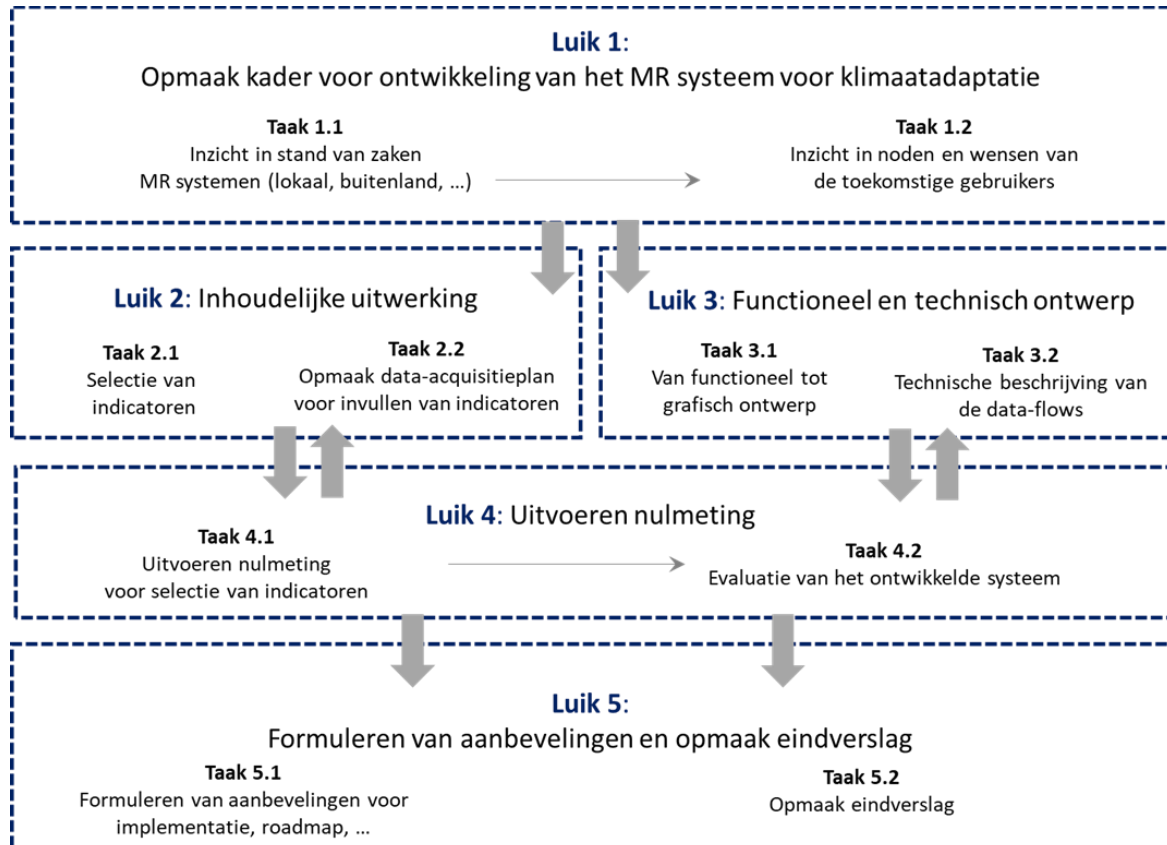 Luik 1:
Opmaak kader voor ontwikkeling van het MR systeem voor klimaatadaptatie
Taak 1.1
Inzicht in stand van zaken
MR systemen (lokaal, buitenland, ...)
Taak 1.2
Inzicht in noden en wensen van
de toekomstige gebruikers
Luik 2: Inhoudelijke uitwerking
Taak 2.1
Selectie van
indicatoren
Taak 2.2
Opmaak data-acquisitieplan
voor invullen van indicatoren
Luik 3: Functioneel en technisch ontwerp
Taak 3.1
Van functioneel tot
grafisch ontwerp
Taak 3.2
Technische beschrijving van
de data-flows
Luik 4: Uitvoeren nulmeting
Taak 4.1
Uitvoeren nulmeting
voor selectie van indicatoren
Taak 4.2
Evaluatie van het ontwikkelde systeem
Luik 5:
Formuleren van aanbevelingen en opmaak eindverslag
Taak 5.1
Formuleren van aanbevelingen voor
implementatie, roadmap, ...
Taak 5.2
Opmaak eindverslag